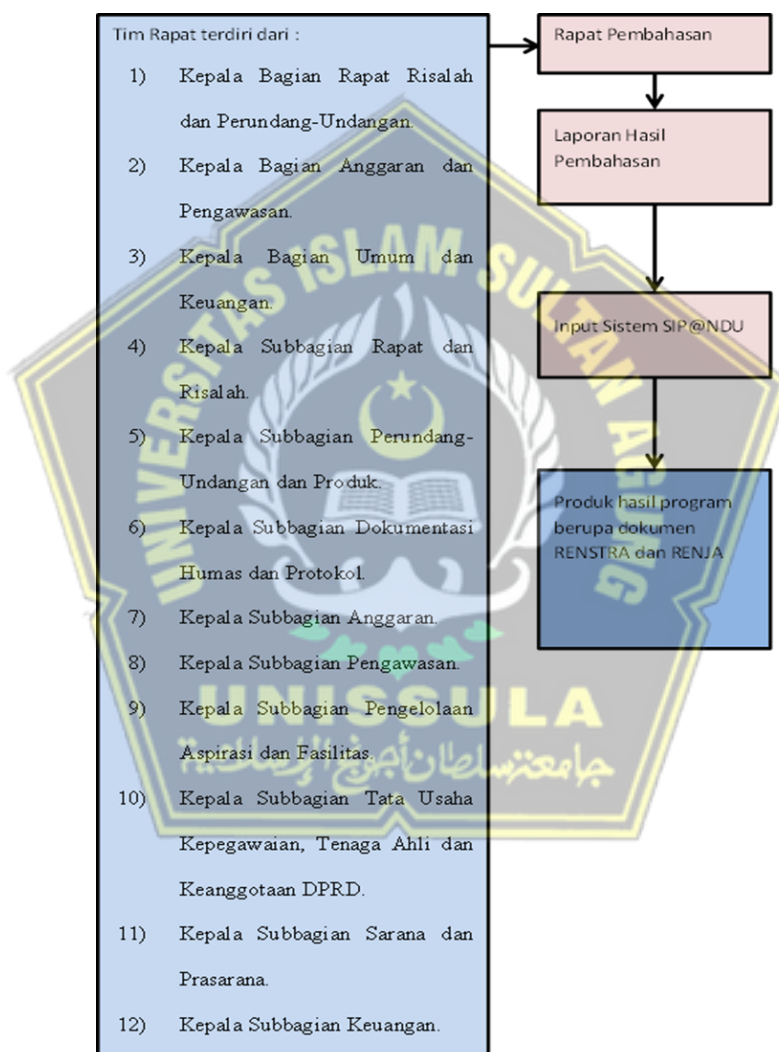 Tim Rapat terdiri dari :
1) Kepala Bagian Rapat Risalah
dan Perundang-Undangan.
2) Kepala Bagian Anggaran dan
Pengawasan.
3) Kepala Bagian Umum dan
Keuangan.
4) Kepala Subbagian Rapat dan
Risalah.
5) Kepala Subbagian Perundang-
Undangan dan Produk.
6) Kepala Subbagian Dokumentasi
Humas dan Protokol.
7) Kepala Subbagian Anggaran.
8) Kepala Subbagian Pengawasan.
9) Kepala Subbagian Pengelolaan
Aspirasi dan Fasilitas.
10) Kepala Subbagian Tata Usaha
Kepegawaian, Tenaga Ahli dan
Keanggotaan DPRD.
11) Kepala Subbagian Sarana dan
Prasarana.
12) Kepala Subbagian Keuangan.
Rapat Pembahasan
Laporan Hasil
Pembahasan
Input Sistem SIP@NDU
Produk hasil program
berupa dokumen
RENSTRA dan RENJA
UNIVERSITAS ISLAM SULTAN AGUNG
UNISSULA
جامعة سلطان أجونج الإسلامية